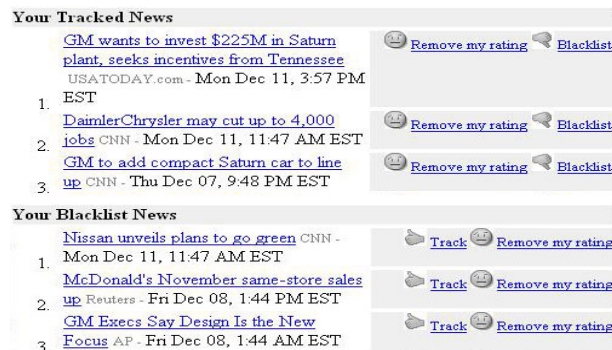 Your Tracked News
GM wants to invest $225M in Saturn Remove my rating Blacklist
plant, seeks incentives from Tennessee
USATODAY.com - Mon Dec 11, 3:57 PM
1. EST
DaimlerChrysler may cut up to 4,000 Remove my rating Blacklist
2. jobs CNN - Mon Dec 11, 11:47 AM EST
GM to add compact Saturn car to line Remove my rating Blacklist
3. up CNN - Thu Dec 07, 9:48 PM EST
Your Blacklist News
Nissan unveils plans to go green CNN - Track Remove my rating
1. Mon Dec 11, 11:47 AM EST
McDonald's November same-store sales Track Remove my rating
2. up Reuters - Fri Dec 08, 1:44 PM EST
GM Execs Say Design Is the New Track Remove my rating
3. Focus AP - Fri Dec 08, 1:44 AM EST